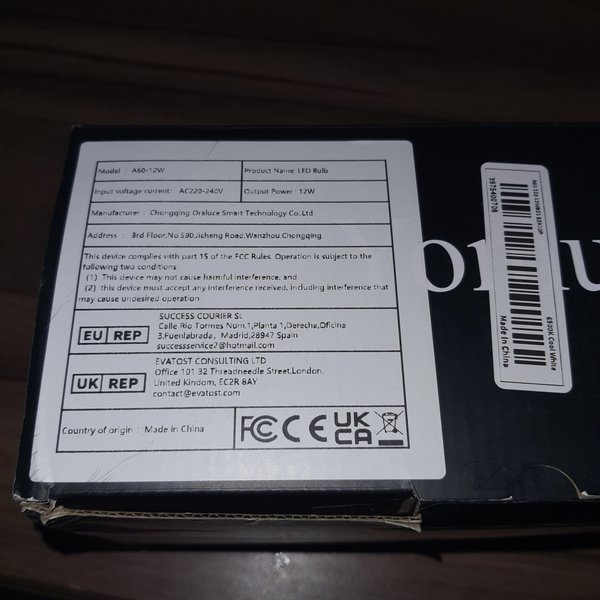 Model : A60-12W
Product Name: LED Bulb
Input voltage current : AC220-240V
Output Power : 12W
Manufacturer : Chongqing Oraluce Smart Technology Co.,Ltd
Address : 3rd Floor,No.590,Jichang Road,Wanzhou,Chongqing
This device complies with part 15 of the FCC Rules. Operation is subject to the
following two conditions
(1) This device may not cause harmful interference, and
(2) this device must accept any interference received, including interference that
may cause undesired operation
EU REP
SUCCESS COURIER SL
Calle Rio Tormes Num.1,Planta 1,Derecha,Oficina
3,Fuenlabrada, Madrid,28947 Spain
successservice2@hotmail.com
UK REP
EVATOST CONSULTING LTD
Office 101 32 Threadneedle Street,London,
United Kindom, EC2R 8AY
contact@evatost.com
Country of origin : Made in China
FC CE UK
CA
3975400708
6500K Cool White
Made In China